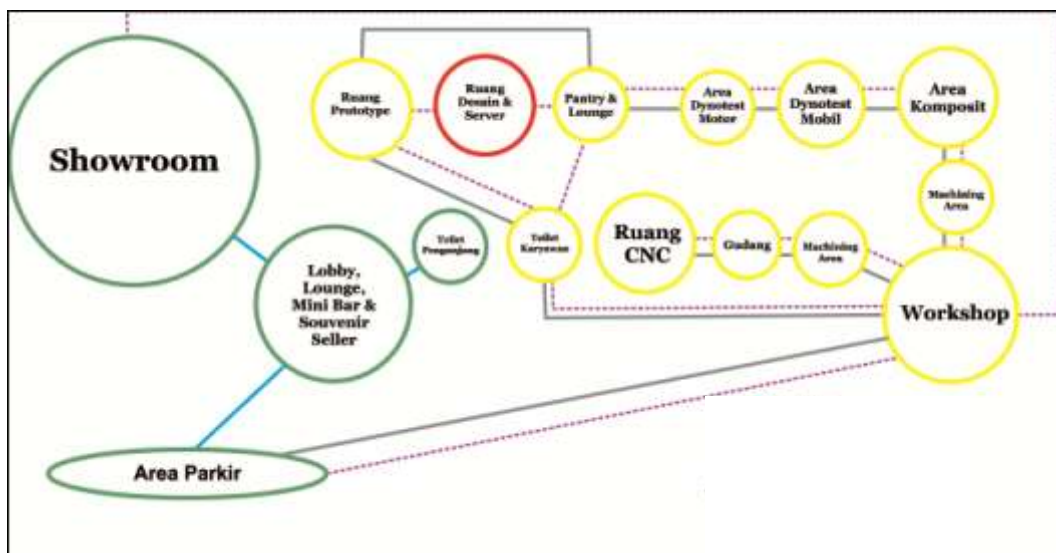 Showroom
Ruang
Prototype
Ruang
Desain &
Server
Pantry &
Lounge
Area
Dynotest
Motor
Area
Dynotest
Mobil
Area
Komposit
Machining
Area
Ruang
CNC
Gudang
Machining
Area
Workshop
Toilet
Karyawan
Toilet
Pengunjung
Lobby,
Lounge,
Mini Bar &
Souvenir
Seller
Area Parkir